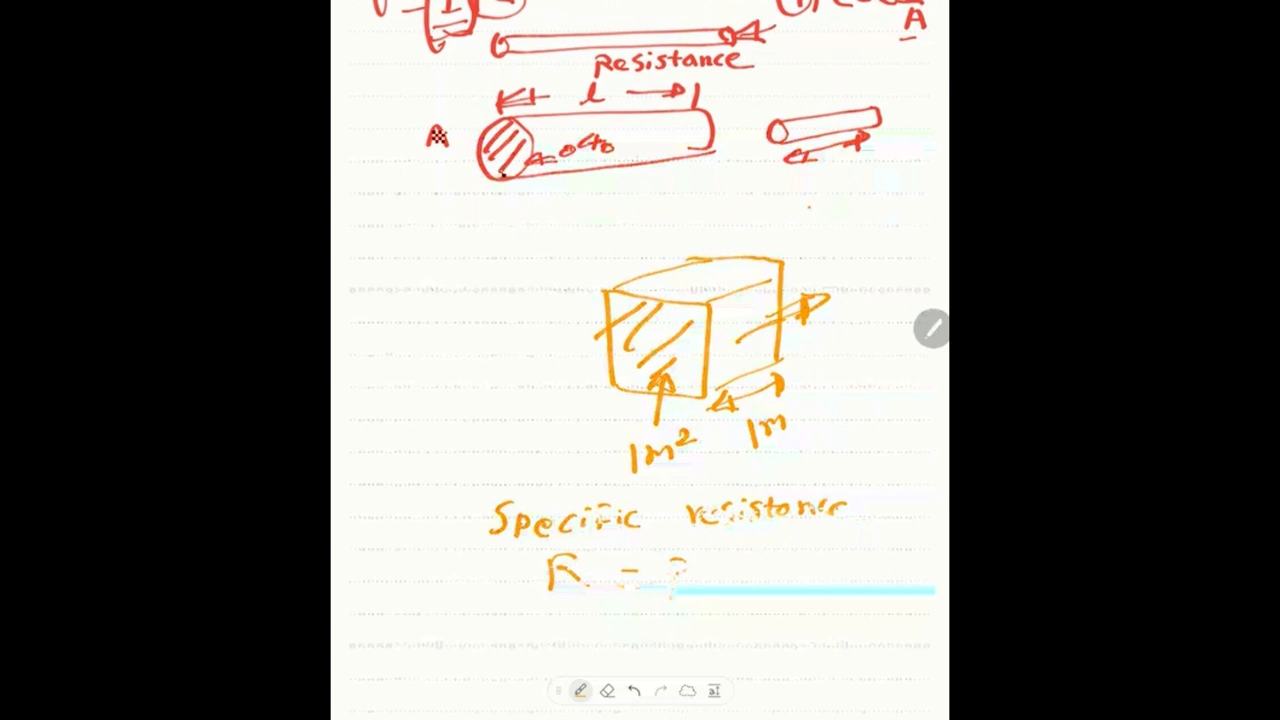 A
Resistance
l
A
1m²
1m
Specific resistance
R = ρ